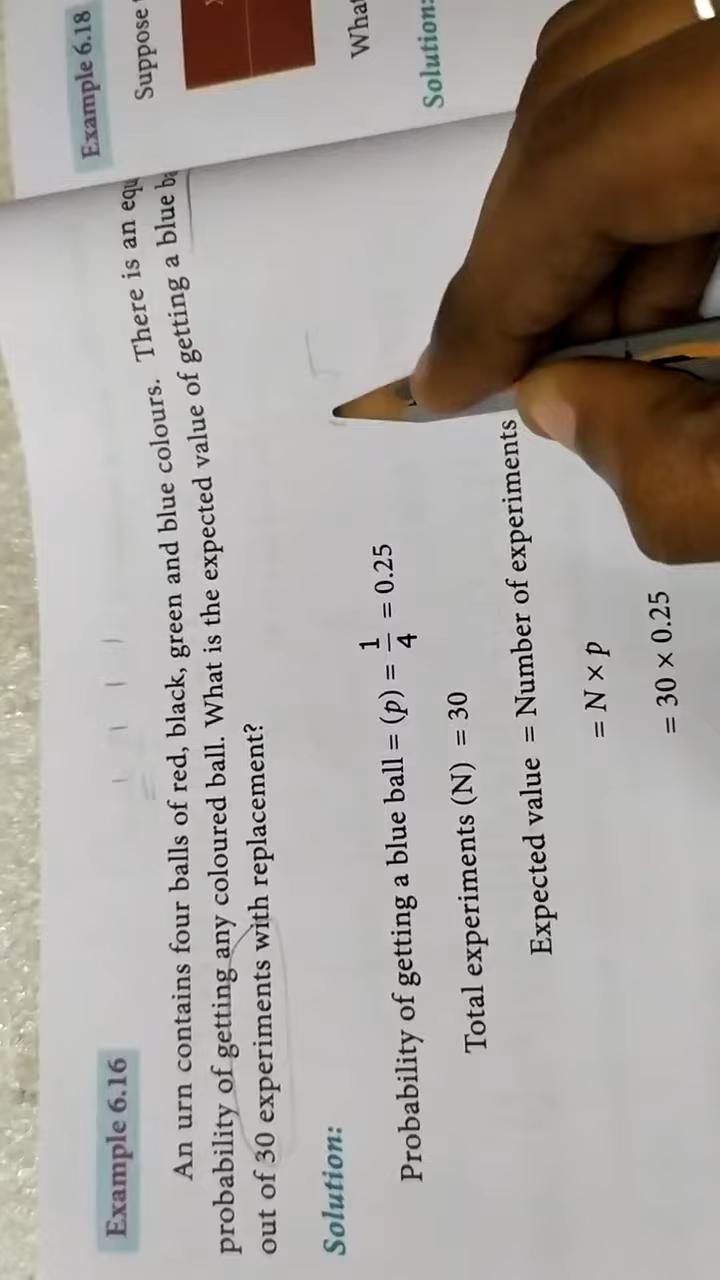 Example 6.16
An urn contains four balls of red, black, green and blue colours. There is an
probability of getting any coloured ball. What is the expected value of getting a blue
out of 30 experiments with replacement?
Solution:
Probability of getting a blue ball = (p) = 1/4 = 0.25
Total experiments (N) = 30
Expected value = Number of experiments
= N × p
= 30 × 0.25
Example 6.18
Suppose
What
Solution: